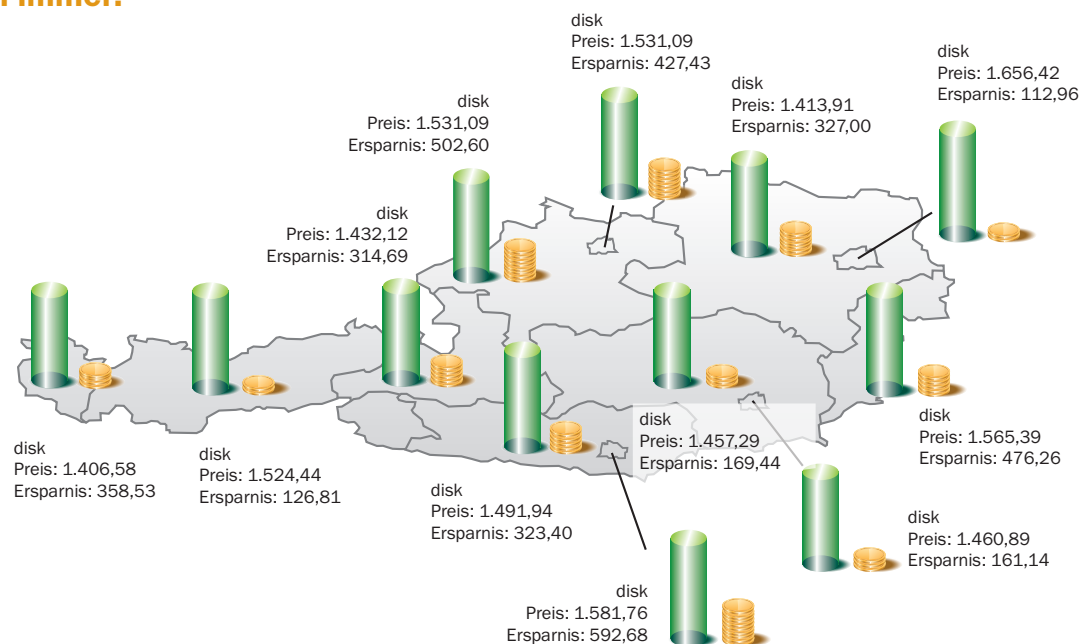 disk
Preis: 1.531,09
Ersparnis: 427,43
disk
Preis: 1.656,42
Ersparnis: 112,96
disk
Preis: 1.413,91
Ersparnis: 327,00
disk
Preis: 1.531,09
Ersparnis: 502,60
disk
Preis: 1.432,12
Ersparnis: 314,69
disk
Preis: 1.406,58
Ersparnis: 358,53
disk
Preis: 1.524,44
Ersparnis: 126,81
disk
Preis: 1.491,94
Ersparnis: 323,40
disk
Preis: 1.457,29
Ersparnis: 169,44
disk
Preis: 1.565,39
Ersparnis: 476,26
disk
Preis: 1.460,89
Ersparnis: 161,14
disk
Preis: 1.581,76
Ersparnis: 592,68